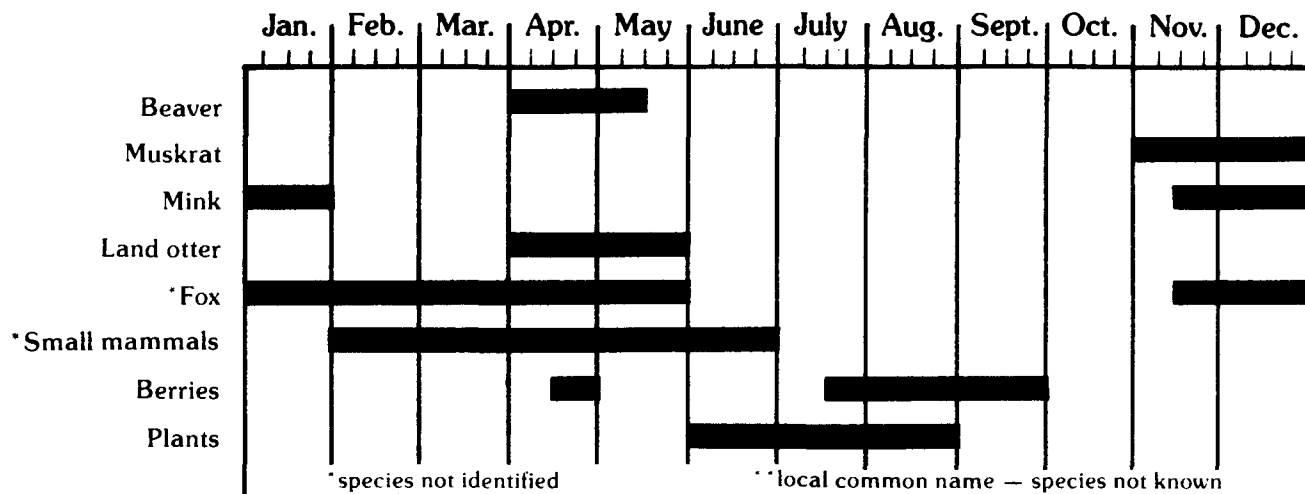 Jan. Feb. Mar. Apr. May June July Aug. Sept. Oct. Nov. Dec.
Beaver
Muskrat
Mink
Land otter
*Fox
*Small mammals
Berries
Plants
*species not identified **local common name — species not known